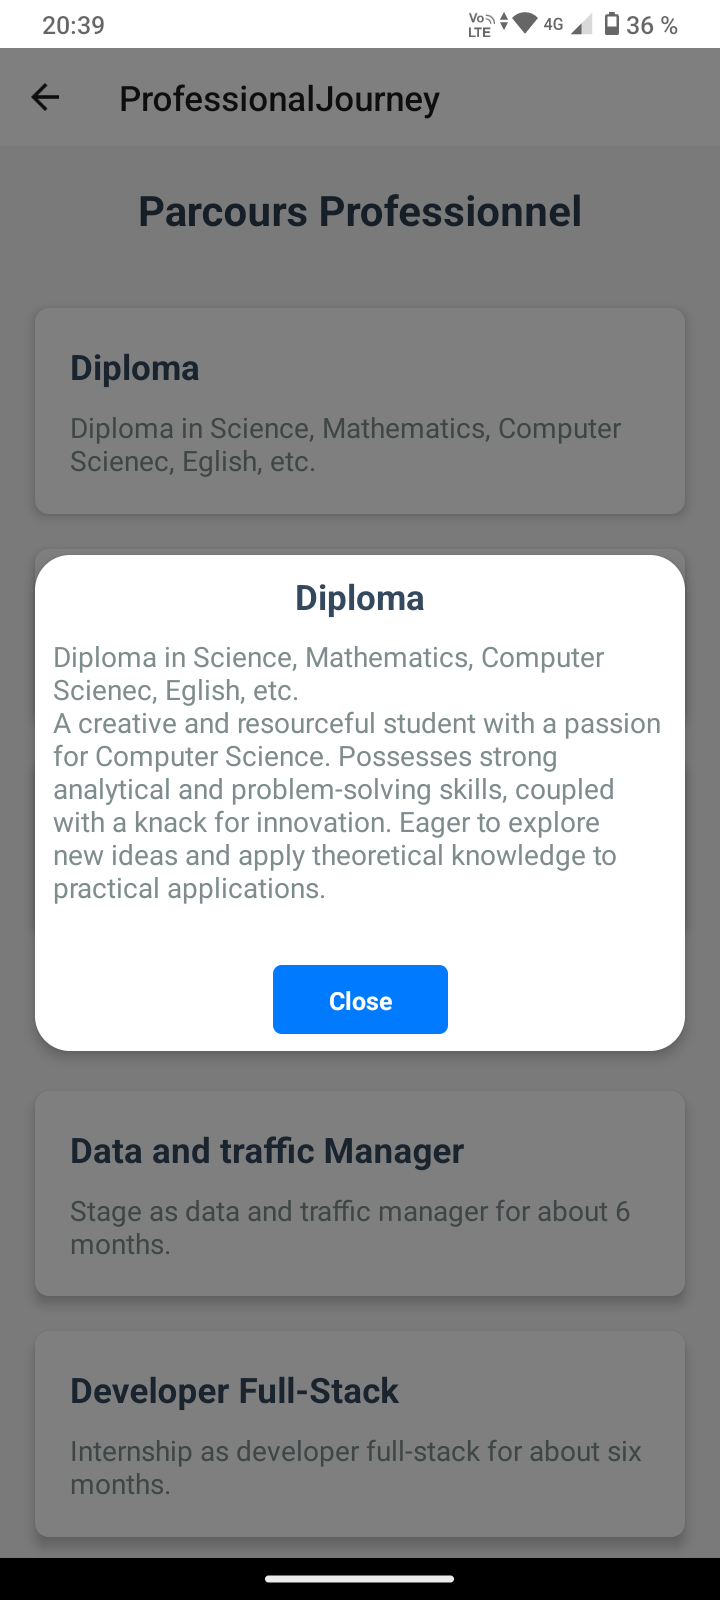 20:39
Vo LTE 4G 36 %
ProfessionalJourney
Parcours Professionnel
Diploma
Diploma in Science, Mathematics, Computer
Scienec, Eglish, etc.
Diploma
Diploma in Science, Mathematics, Computer
Scienec, Eglish, etc.
A creative and resourceful student with a passion
for Computer Science. Possesses strong
analytical and problem-solving skills, coupled
with a knack for innovation. Eager to explore
new ideas and apply theoretical knowledge to
practical applications.
Close
Data and traffic Manager
Stage as data and traffic manager for about 6
months.
Developer Full-Stack
Internship as developer full-stack for about six
months.